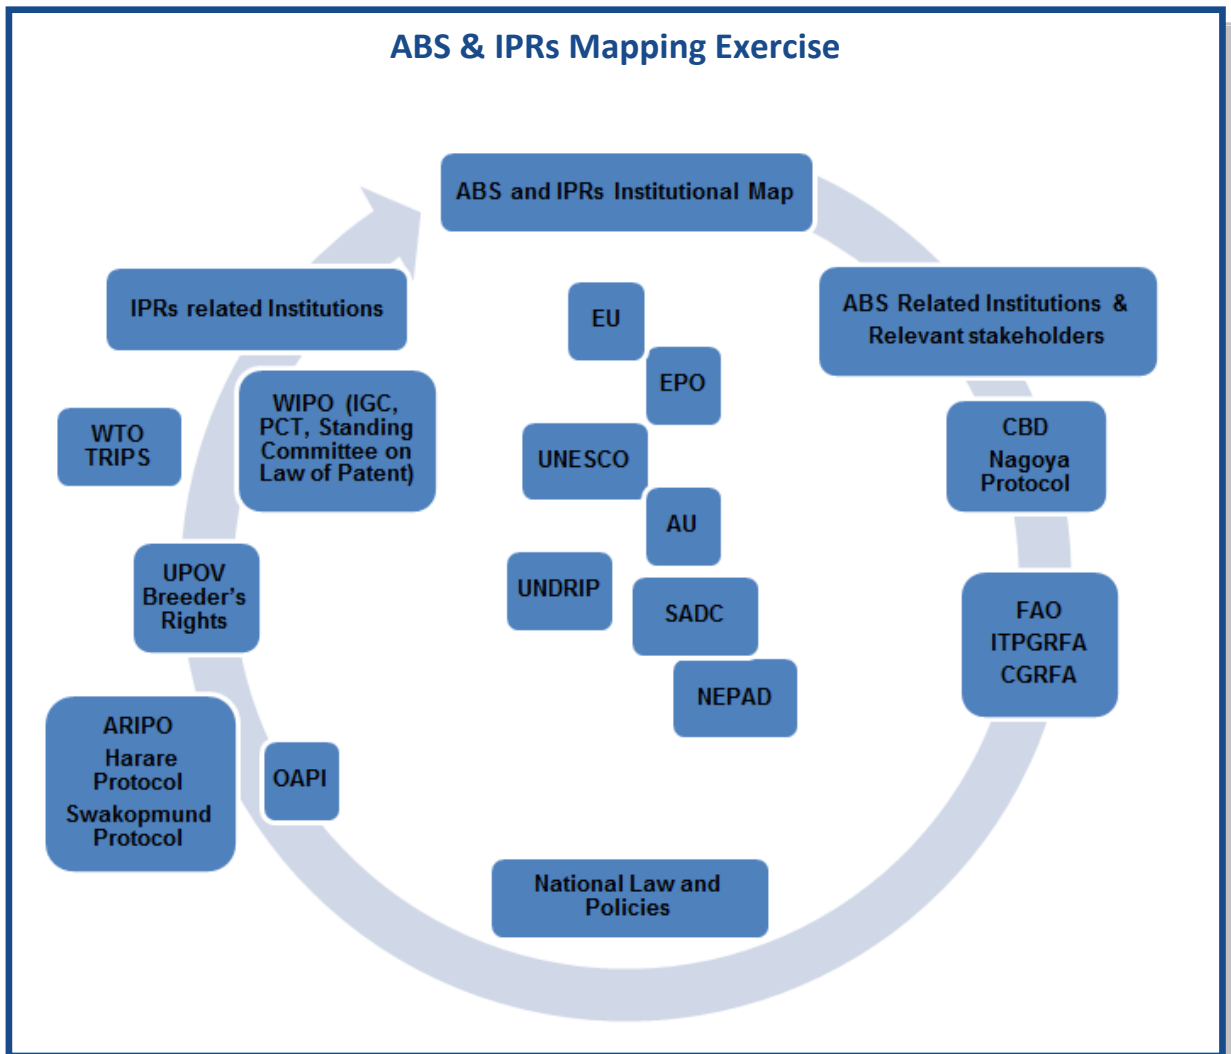 ABS & IPRs Mapping Exercise
ABS and IPRs Institutional Map
ABS Related Institutions &
Relevant stakeholders
CBD
Nagoya
Protocol
FAO
ITPGRFA
CGRFA
National Law and
Policies
OAPI
ARIPO
Harare
Protocol
Swakopmund
Protocol
UPOV
Breeder's
Rights
WTO
TRIPS
WIPO (IGC,
PCT, Standing
Committee on
Law of Patent)
IPRs related Institutions
EU
EPO
UNESCO
AU
UNDRIP
SADC
NEPAD